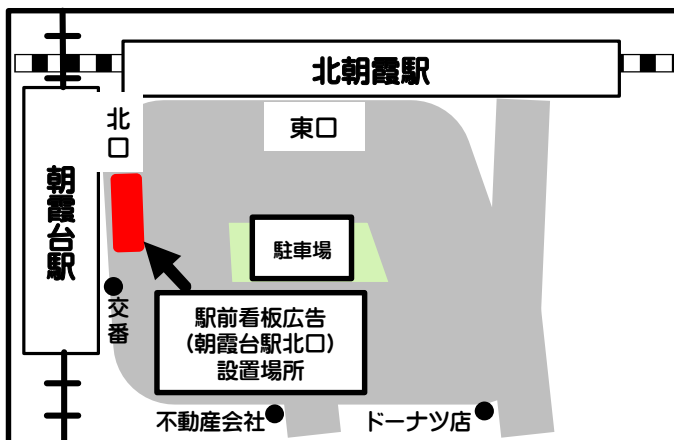 北朝霞駅
北口
東口
朝霞台駅
駐車場
交番
駅前看板広告
(朝霞台駅北口)
設置場所
不動産会社
ドーナツ店